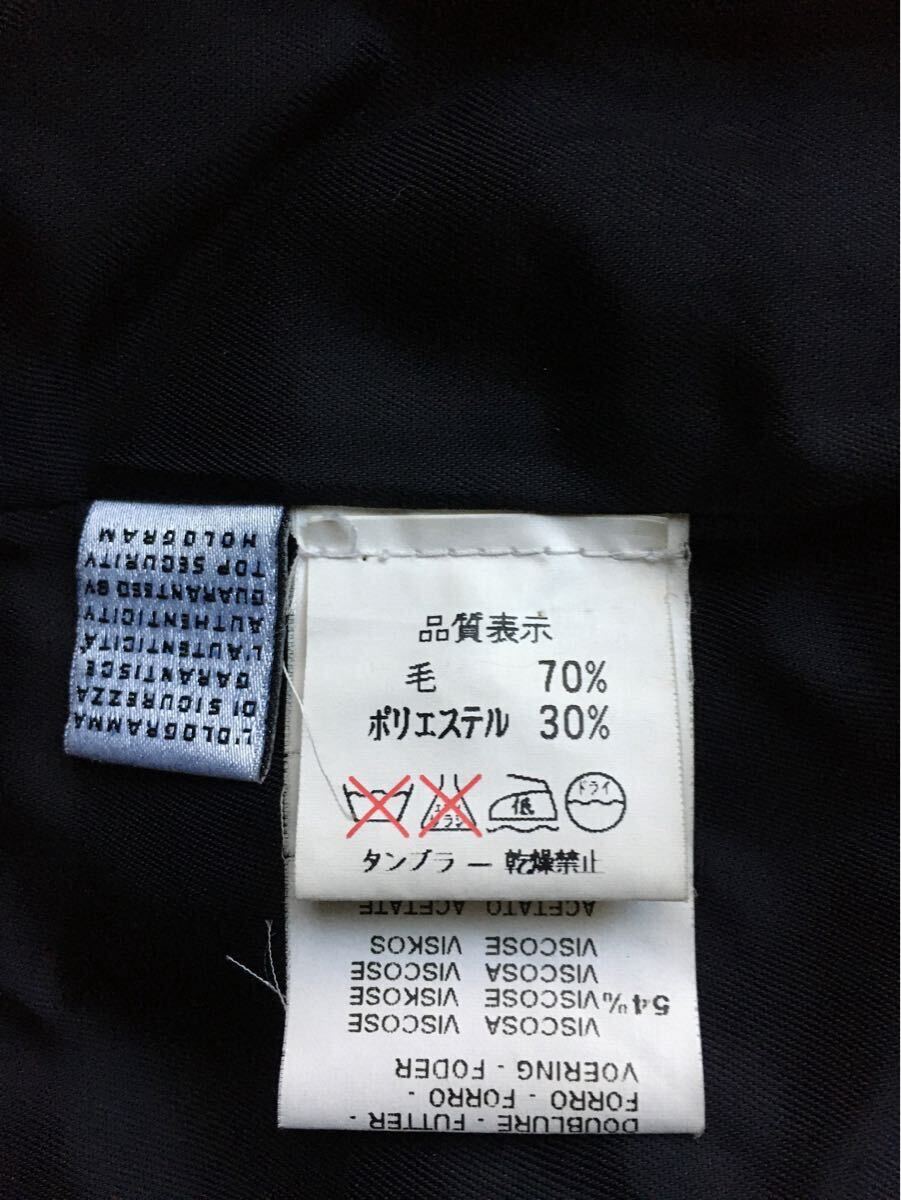 L'OLOGRAMMA
DI SICUREZZA
GARANTISCE
L'AUTENTICITÁ
AUTHENTICITY
GUARANTEED BY
TOP SECURITY
HOLOGRAM
品質表示
毛 70%
ポリエステル 30%
低 ドライ
タンブラー 乾燥禁止
DOUBLURE - FUTTER -
FORRO - FORRO -
VOERING - FODER
VISCOSA VISCOSE
54% VISCOSE VISKOSE
VISCOSA VISCOSE
VISCOSE VISKOS
ACETATO ACETATE